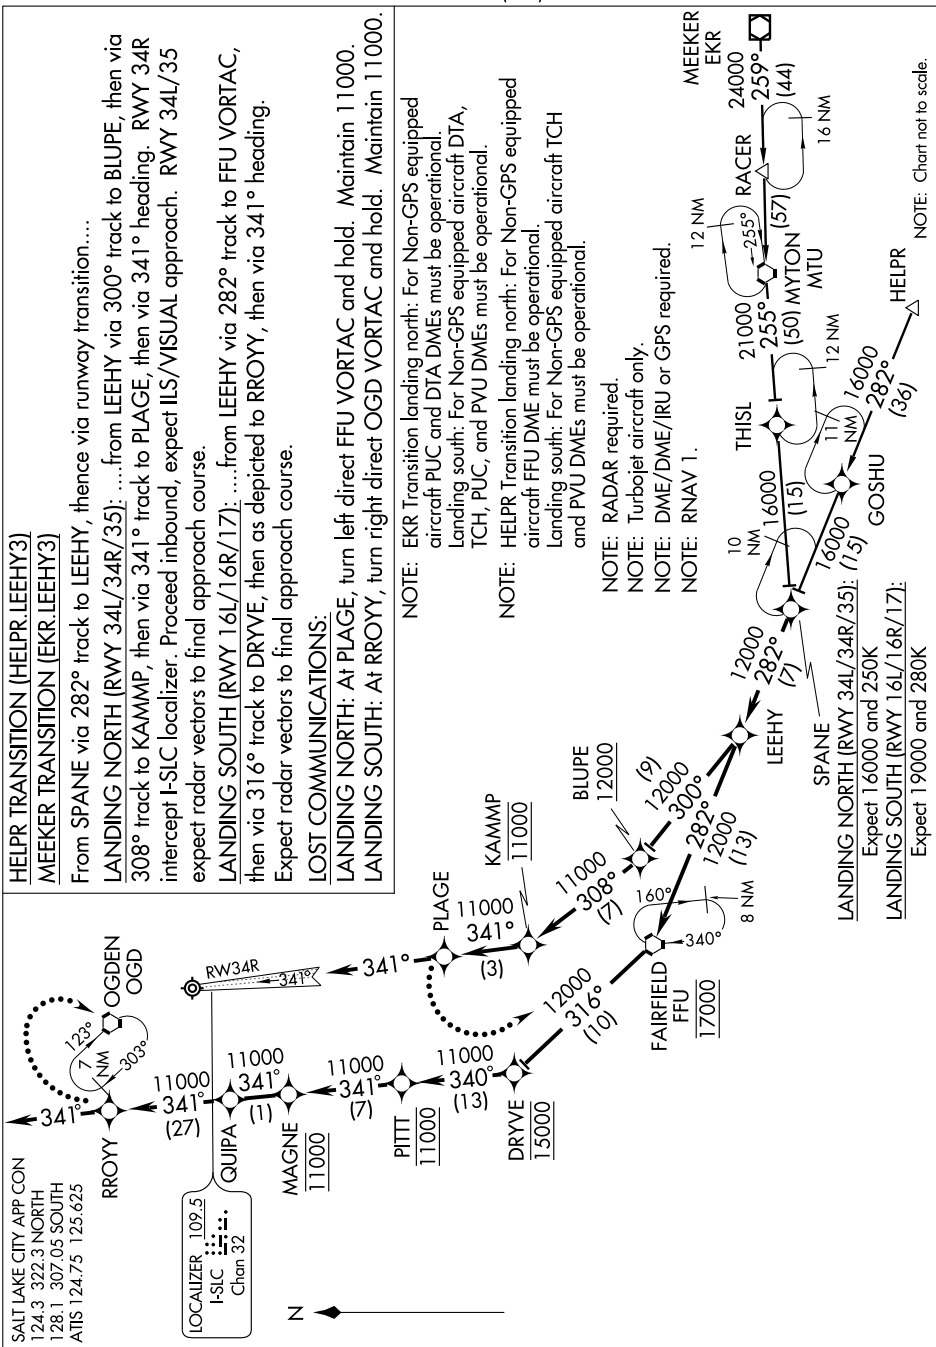 HELPR TRANSITION (HELPR.LEEHY3)
MEEKER TRANSITION (EKR.LEEHY3)
From SPANE via 282° track to LEEHY, thence via runway transition....
LANDING NORTH (RWY 34L/34R/35): ....from LEEHY via 300° track to BLUPE, then via
308° track to KAMMP, then via 341° track to PLAGE, then via 341° heading. RWY 34R
intercept I-SLC localizer. Proceed inbound, expect ILS/VISUAL approach. RWY 34L/35
expect radar vectors to final approach course.
LANDING SOUTH (RWY 16L/16R/17): ....from LEEHY via 282° track to FFU VORTAC,
then via 316° track to DRYVE, then as depicted to RROYY, then via 341° heading.
Expect radar vectors to final approach course.
LOST COMMUNICATIONS:
LANDING NORTH: At PLAGE, turn left direct FFU VORTAC and hold. Maintain 11000.
LANDING SOUTH: At RROYY, turn right direct OGD VORTAC and hold. Maintain 11000.
NOTE: EKR Transition landing north: For Non-GPS equipped
aircraft PUC and DTA DMEs must be operational.
Landing south: For Non-GPS equipped aircraft DTA,
TCH, PUC, and PVU DMEs must be operational.
NOTE: HELPR Transition landing north: For Non-GPS equipped
aircraft FFU DME must be operational.
Landing south: For Non-GPS equipped aircraft TCH
and PVU DMEs must be operational.
NOTE: RADAR required.
NOTE: Turbojet aircraft only.
NOTE: DME/DME/IRU or GPS required.
NOTE: RNAV 1.
SALT LAKE CITY APP CON
124.3 322.3 NORTH
128.1 307.05 SOUTH
ATIS 124.75 125.625
341°
RROYY
OGDEN
OGD
123°
7 NM
303°
11000
341°
(27)
QUIPA
11000
341°
(1)
MAGNE
11000
11000
341°
(7)
PITTT
11000
11000
340°
(13)
DRYVE
15000
12000
316°
(10)
LOCALIZER 109.5
I-SLC
Chan 32
N
RW34R
341°
341°
PLAGE
11000
341°
(3)
KAMMP
11000
11000
308°
(7)
BLUPE
12000
(9)
12000
300°
282°
12000
(13)
160°
340°
8 NM
FAIRFIELD
FFU
17000
LEEHY
12000
282°
(7)
SPANE
LANDING NORTH (RWY 34L/34R/35):
Expect 16000 and 250K
LANDING SOUTH (RWY 16L/16R/17):
Expect 19000 and 280K
10
NM
16000
(15)
16000
(15)
THISL
12 NM
11
NM
GOSHU
16000
282°
(36)
HELPR
21000
255°
(50)
MYTON
MTU
12 NM
255°
(57)
RACER
16 NM
24000
259°
(44)
MEEKER
EKR
NOTE: Chart not to scale.